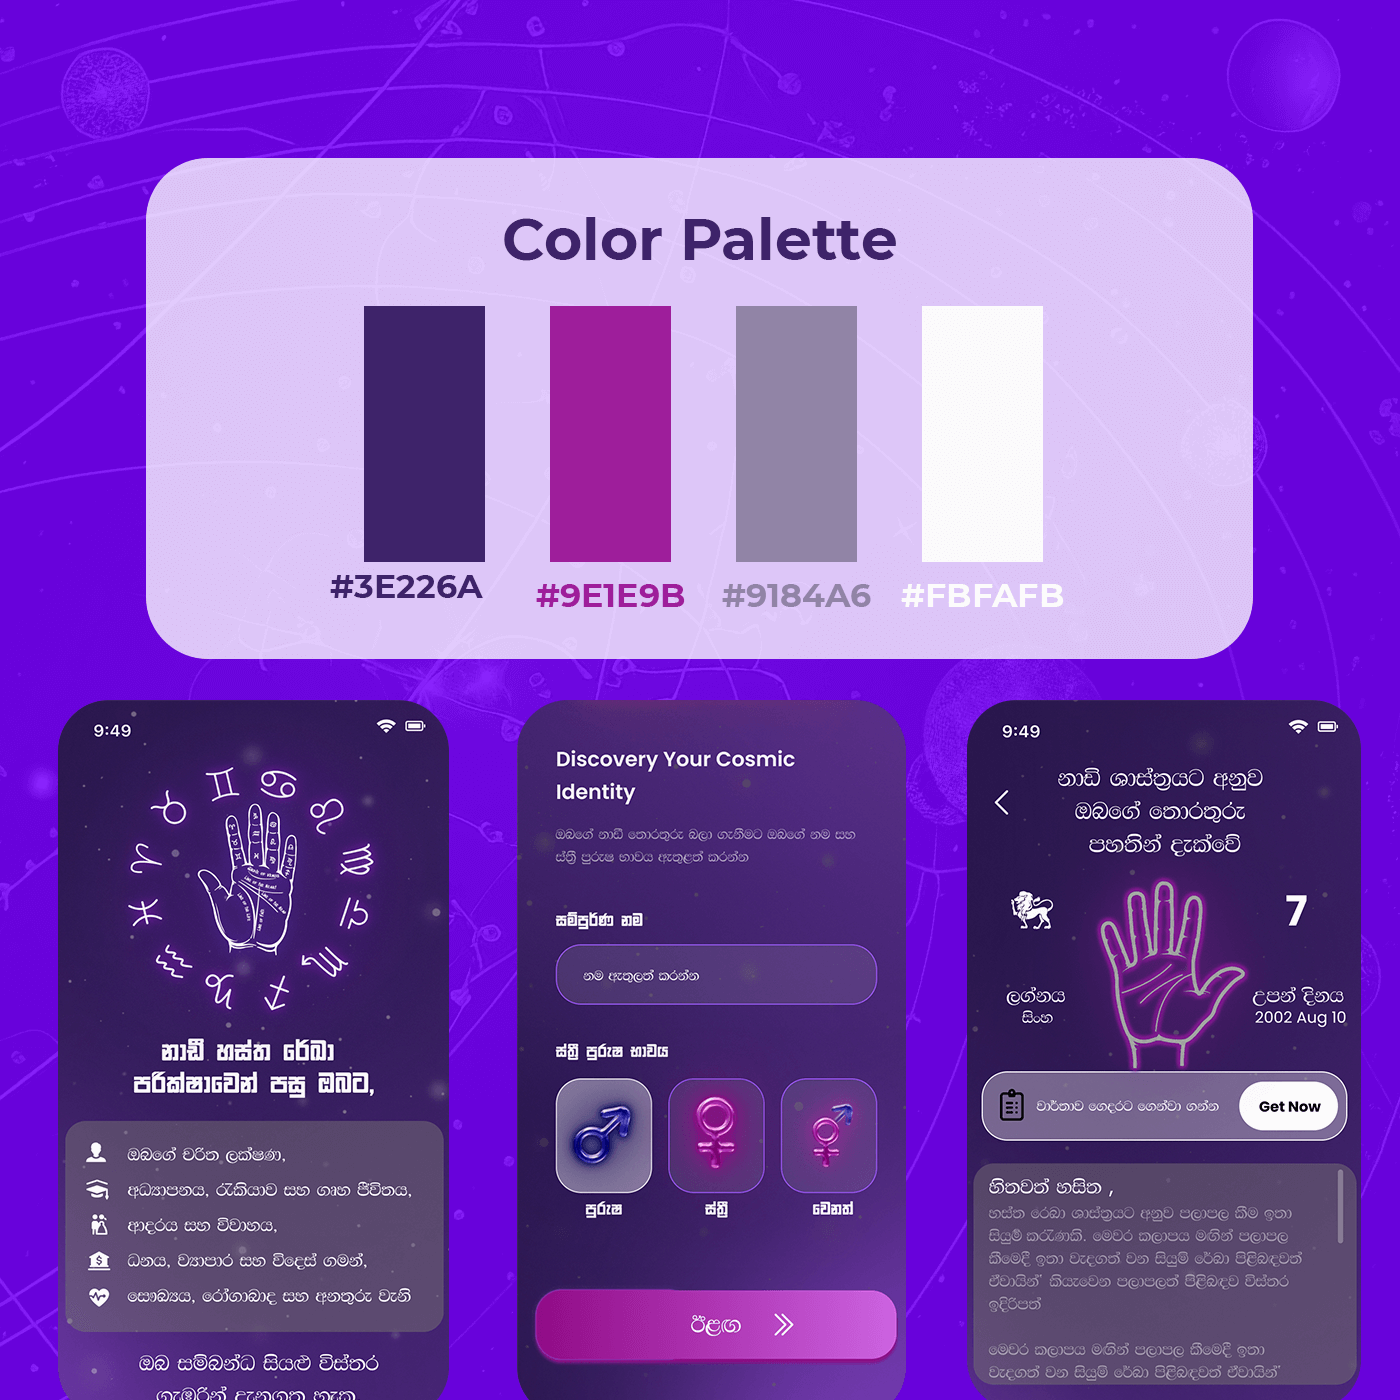 Color Palette
#3E226A
#9E1E9B
#9184A6
#FBFAFB
9:49
නාඩී හස්ත රේඛා
පරික්ෂාවෙන් පසු ඔබට,
ඔබගේ චරිත ලක්ෂණ,
අධ්‍යාපනය, රැකියාව සහ ගෘහ ජීවිතය,
ආදරය සහ විවාහය,
ධනය, ව්‍යාපාර සහ විදෙස් ගමන්,
සෞඛ්‍යය, රෝගාබාද සහ අනතුරු වැනි
ඔබ සම්බන්ධ සියළු විස්තර
ගැඹුරින් දැනගත හැක
Discovery Your Cosmic
Identity
ඔබගේ නාඩි තොරතුරු බලා ගැනීමට ඔබගේ නම සහ
ස්ත්‍රී පුරුෂ භාවය ඇතුළත් කරන්න
සම්පුර්ණ නම
නම ඇතුලත් කරන්න
ස්ත්‍රී පුරුෂ භාවය
පුරුෂ
ස්ත්‍රී
වෙනත්
ඊළඟ
9:49
නාඩි ශාස්ත්‍රයට අනුව
ඔබගේ තොරතුරු
පහතින් දැක්වේ
7
ලග්නය
සිංහ
උපන් දිනය
2002 Aug 10
වාර්තාව ගෙදරට ගෙන්වා ගන්න
Get Now
හිතවත් හසිත ,
හස්ත රේඛා ශාස්ත්‍රයට අනුව පලාපල කීම ඉතා
සියුම් කරැණකි. මෙවර කලාපය මඟින් පලාපල
කීමෙදී ඉතා වැදගත් වන සියුම් රේඛා පිළිබඳවත්
ඒවායින් කියැවෙන පලාපලත් පිළිබඳව විස්තර
ඉදිරිපත්
මෙවර කලාපය මඟින් පලාපල කීමෙදී ඉතා
වැදගත් වන සියුම් රේඛා පිළිබඳවත් ඒවායින්